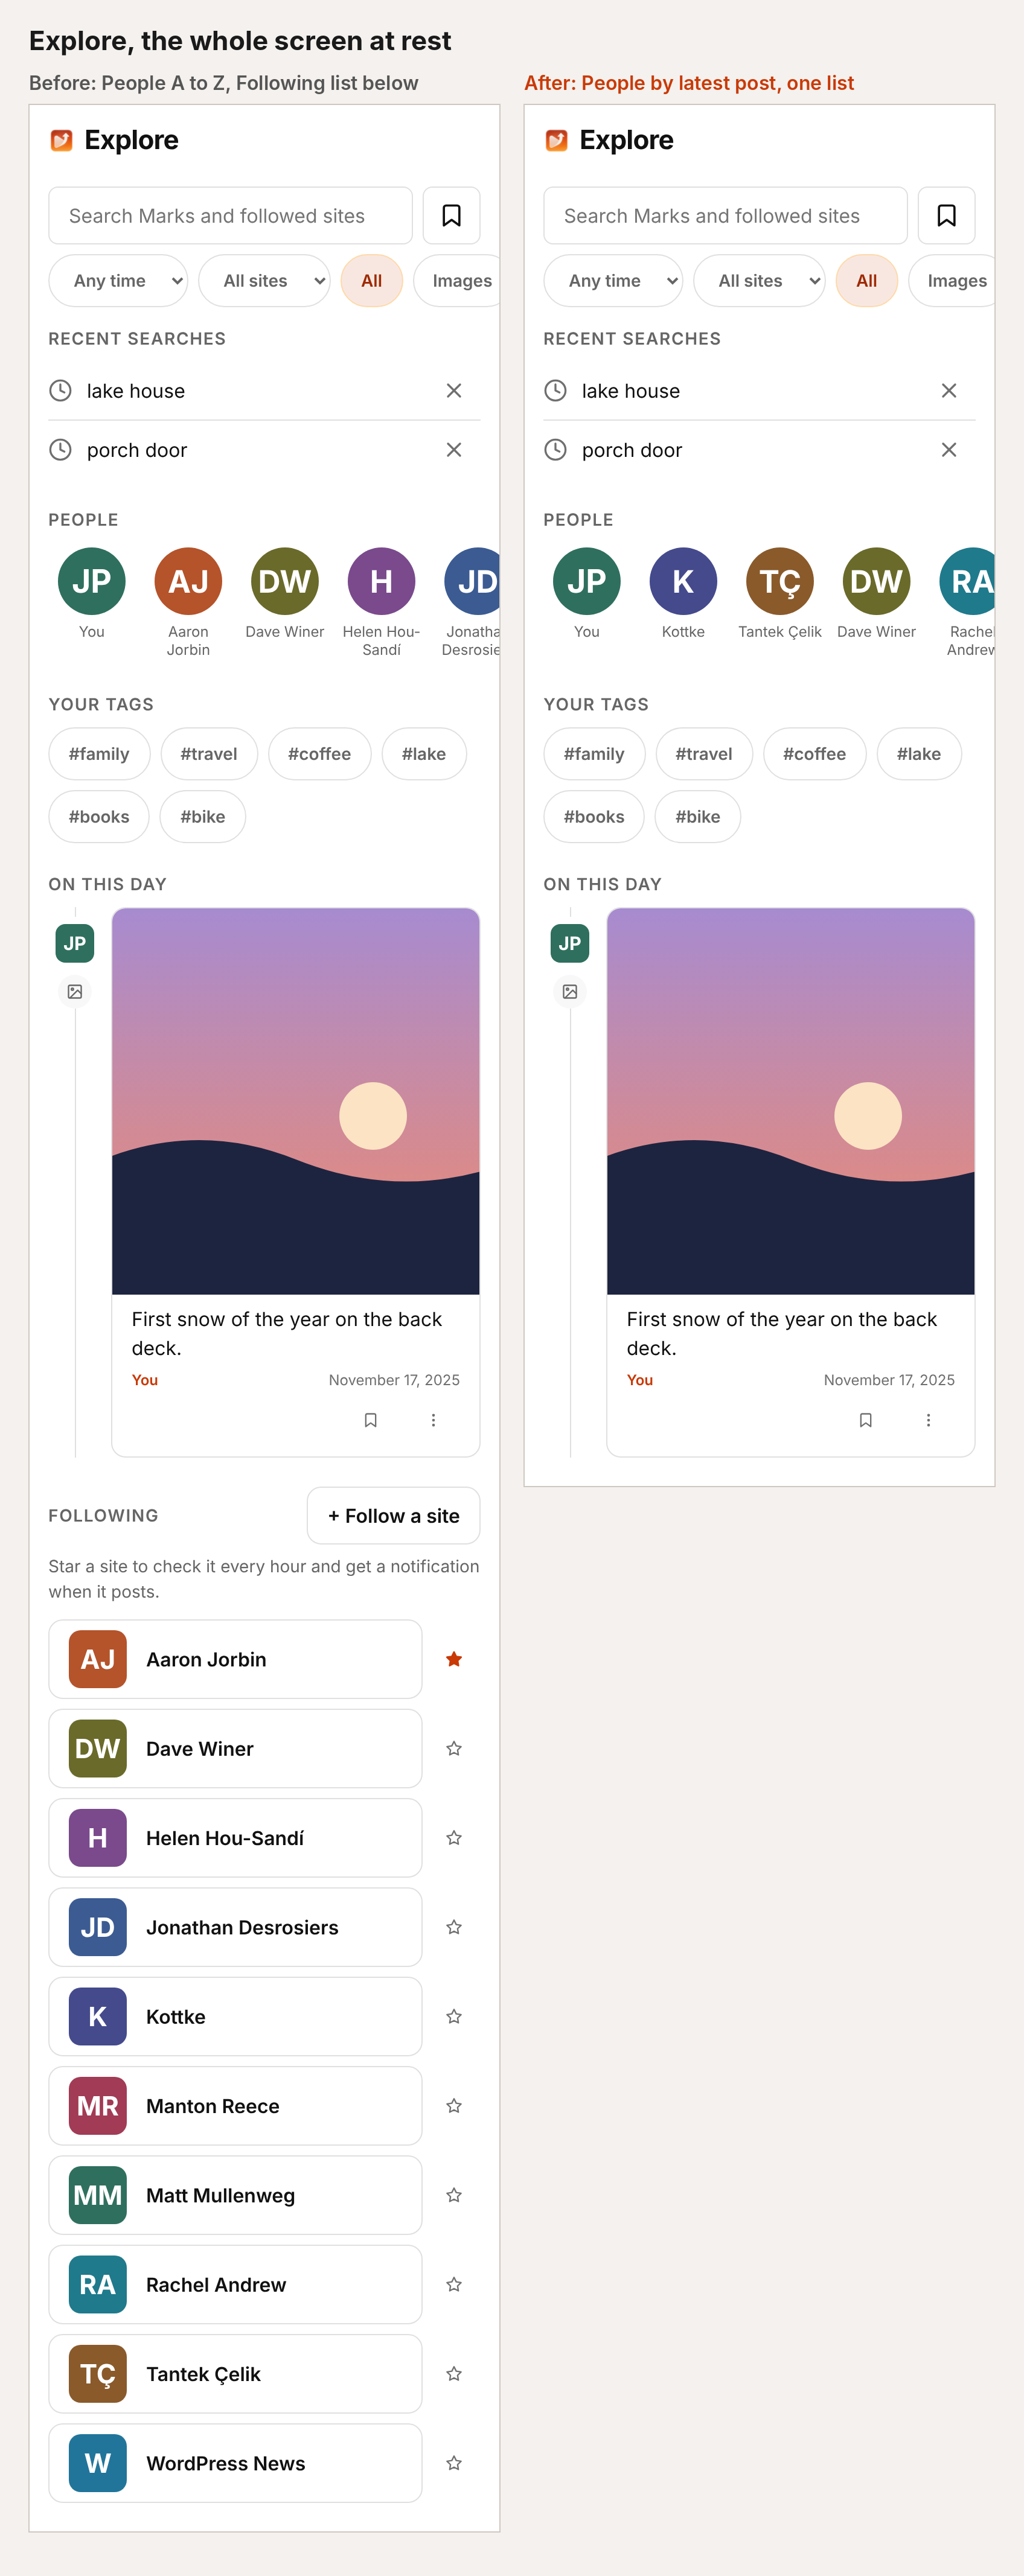 Explore, the whole screen at rest
Before: People A to Z, Following list below
Explore
Search Marks and followed sites
Any time
All sites
All
Images
RECENT SEARCHES
lake house
porch door
PEOPLE
JP
AJ
DW
H
JD
You
Aaron
Jorbin
Dave Winer
Helen Hou-
Sandí
Jonatha
Desrosie
YOUR TAGS
#family
#travel
#coffee
#lake
#books
#bike
ON THIS DAY
JP
First snow of the year on the back
deck.
You
November 17, 2025
FOLLOWING
+ Follow a site
Star a site to check it every hour and get a notification
when it posts.
AJ
Aaron Jorbin
DW
Dave Winer
H
Helen Hou-Sandí
JD
Jonathan Desrosiers
K
Kottke
MR
Manton Reece
MM
Matt Mullenweg
RA
Rachel Andrew
TÇ
Tantek Çelik
W
WordPress News
After: People by latest post, one list
Explore
Search Marks and followed sites
Any time
All sites
All
Images
RECENT SEARCHES
lake house
porch door
PEOPLE
JP
K
TÇ
DW
RA
You
Kottke
Tantek Çelik
Dave Winer
Rachel
Andrew
YOUR TAGS
#family
#travel
#coffee
#lake
#books
#bike
ON THIS DAY
JP
First snow of the year on the back
deck.
You
November 17, 2025